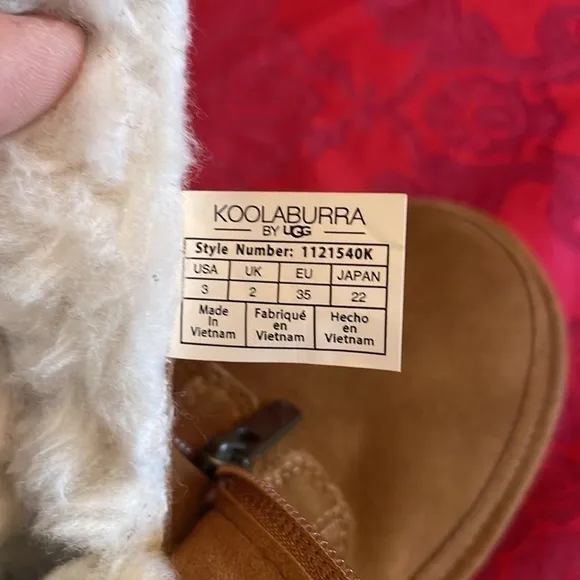 KOOLABURRA
BY UGG
Style Number: 1121540K
USA UK EU JAPAN
3 2 35 22
Made Fabriqué Hecho
In en en
Vietnam Vietnam Vietnam